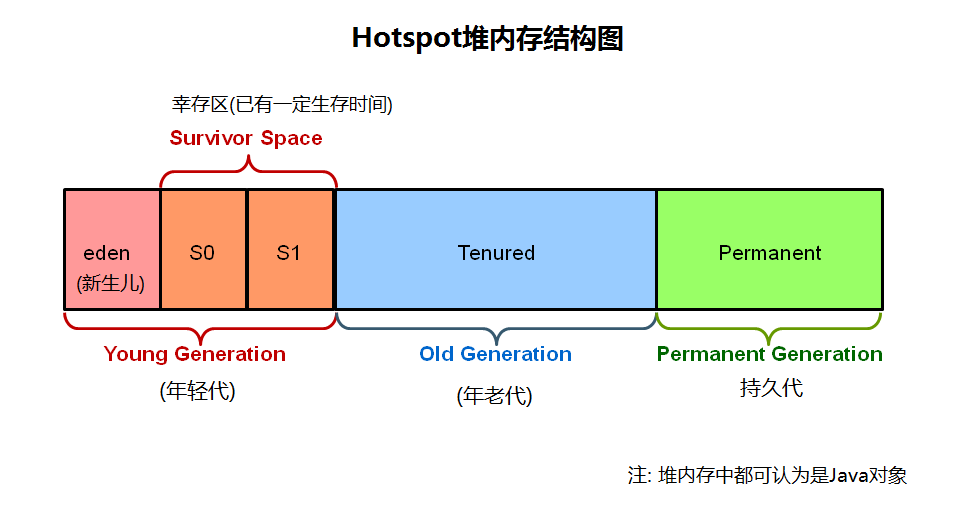 Hotspot堆内存结构图
幸存区(已有一定生存时间)
Survivor Space
eden
(新生儿)
S0
S1
Tenured
Permanent
Young Generation
(年轻代)
Old Generation
(年老代)
Permanent Generation
持久代
注: 堆内存中都可认为是Java对象